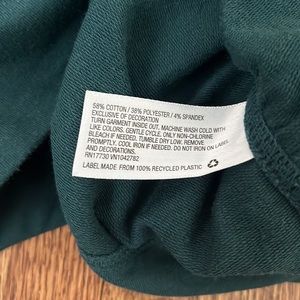 58% COTTON / 38% POLYESTER / 4% SPANDEX
EXCLUSIVE OF DECORATION
TURN GARMENT INSIDE OUT. MACHINE WASH COLD WITH
LIKE COLORS. GENTLE CYCLE. ONLY NON-CHLORINE
BLEACH IF NEEDED. TUMBLE DRY LOW. REMOVE
PROMPTLY. COOL IRON IF NEEDED. DO NOT IRON ON LABEL
AND DECORATIONS.
RN17730 VN1042782
LABEL MADE FROM 100% RECYCLED PLASTIC